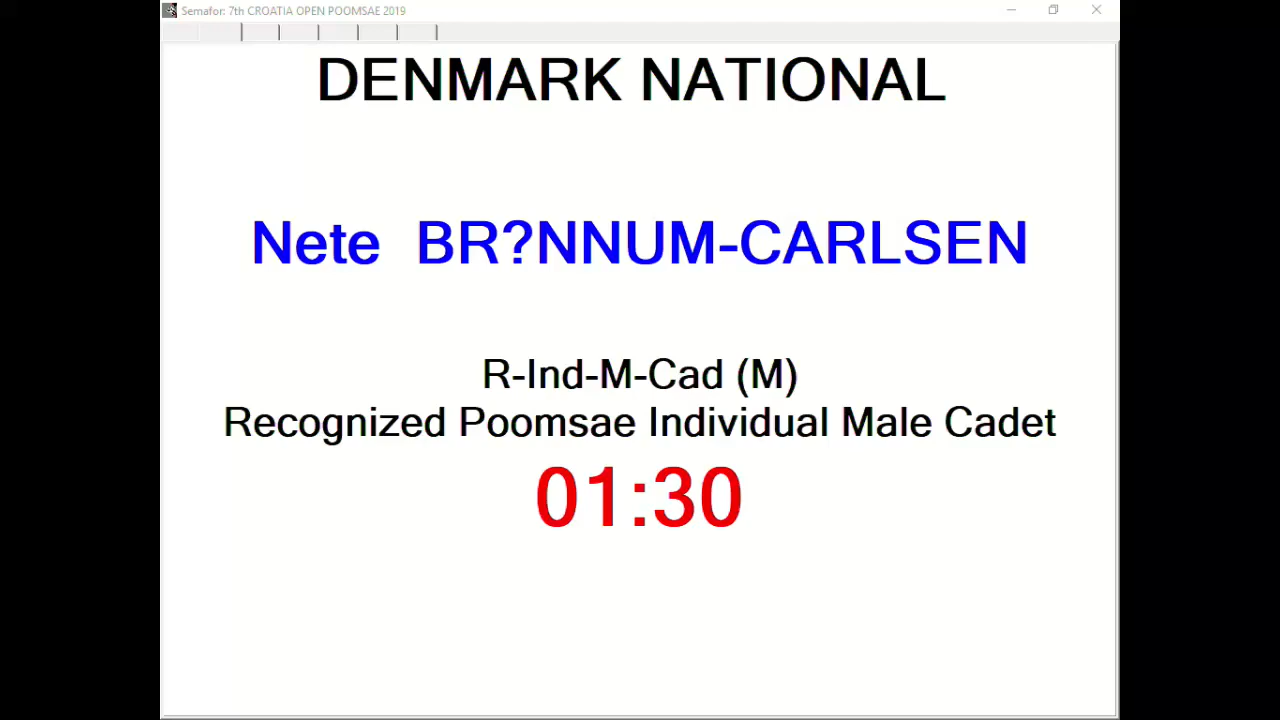 Semafor: 7th CROATIA OPEN POOMSAE 2019
DENMARK NATIONAL
Nete BR?NNUM-CARLSEN
R-Ind-M-Cad (M)
Recognized Poomsae Individual Male Cadet
01:30